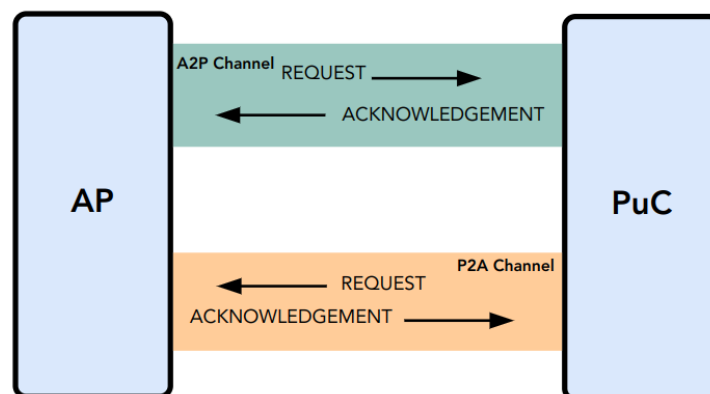 A2P Channel
REQUEST
ACKNOWLEDGEMENT
AP
PuC
P2A Channel
REQUEST
ACKNOWLEDGEMENT